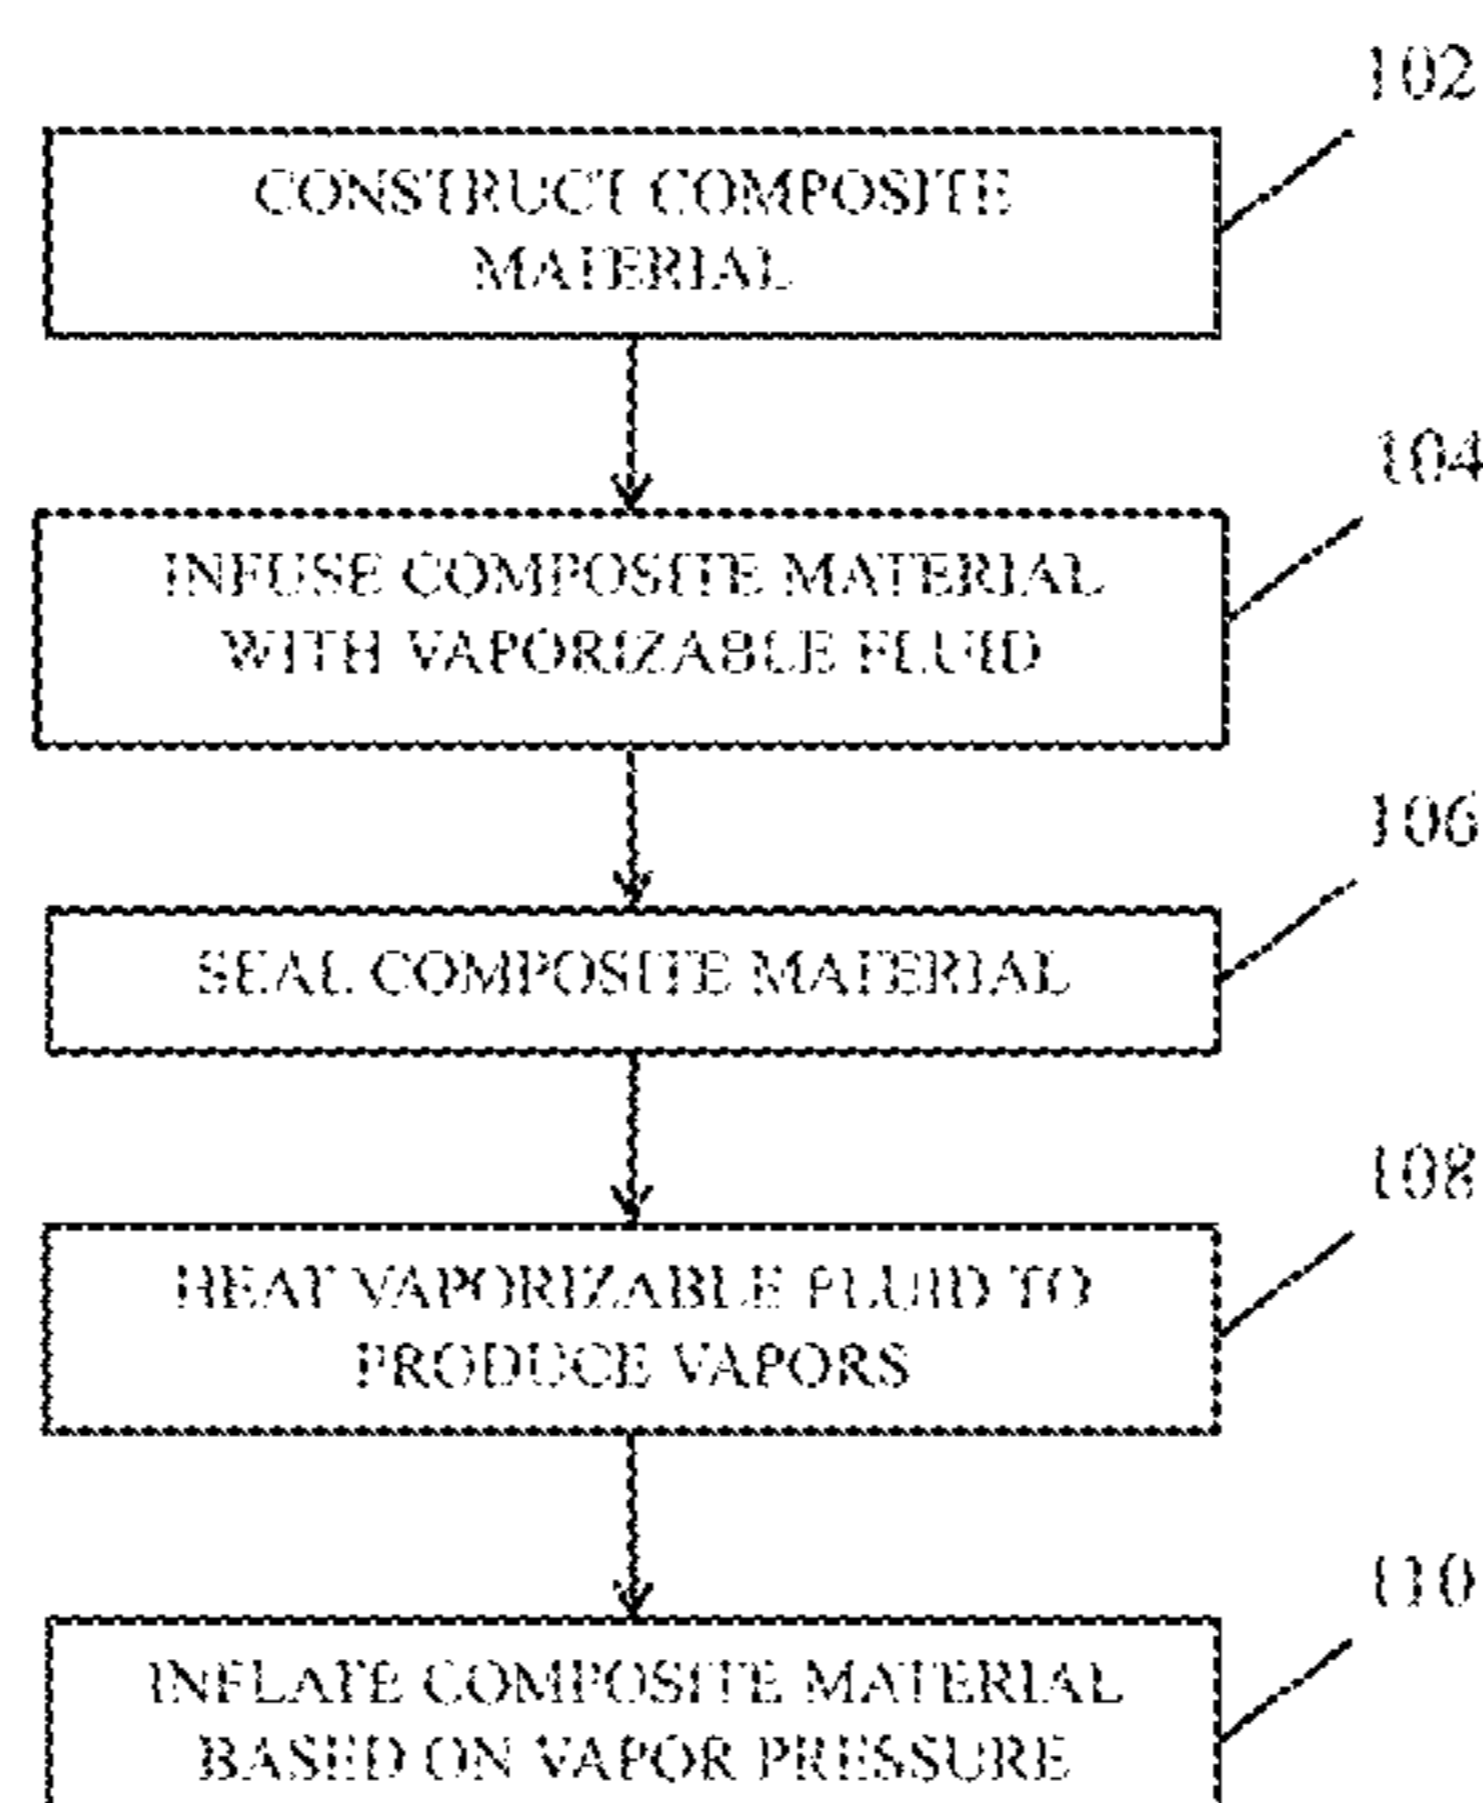 102
CONSTRUCT COMPOSITE
MATERIAL
104
INFUSE COMPOSITE MATERIAL
WITH VAPORIZABLE FLUID
106
SEAL COMPOSITE MATERIAL
108
HEAT VAPORIZABLE FLUID TO
PRODUCE VAPORS
110
INFLATE COMPOSITE MATERIAL
BASED ON VAPOR PRESSURE